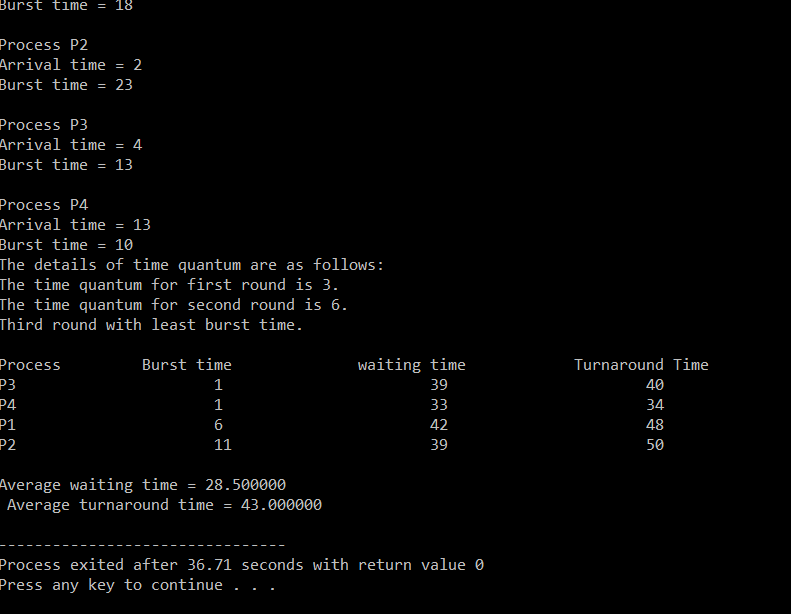 Burst time = 18
Process P2
Arrival time = 2
Burst time = 23
Process P3
Arrival time = 4
Burst time = 13
Process P4
Arrival time = 13
Burst time = 10
The details of time quantum are as follows:
The time quantum for first round is 3.
The time quantum for second round is 6.
Third round with least burst time.
Process Burst time waiting time Turnaround Time
P3 1 39 40
P4 1 33 34
P1 6 42 48
P2 11 39 50
Average waiting time = 28.500000
Average turnaround time = 43.000000
--------------------------------
Process exited after 36.71 seconds with return value 0
Press any key to continue . . .